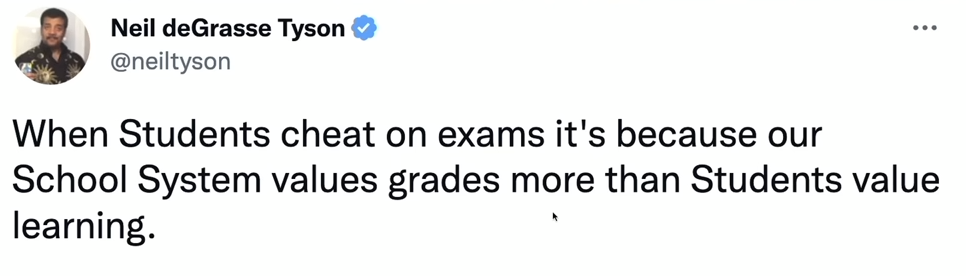 Neil deGrasse Tyson
@neiltyson
When Students cheat on exams it's because our
School System values grades more than Students value
learning.